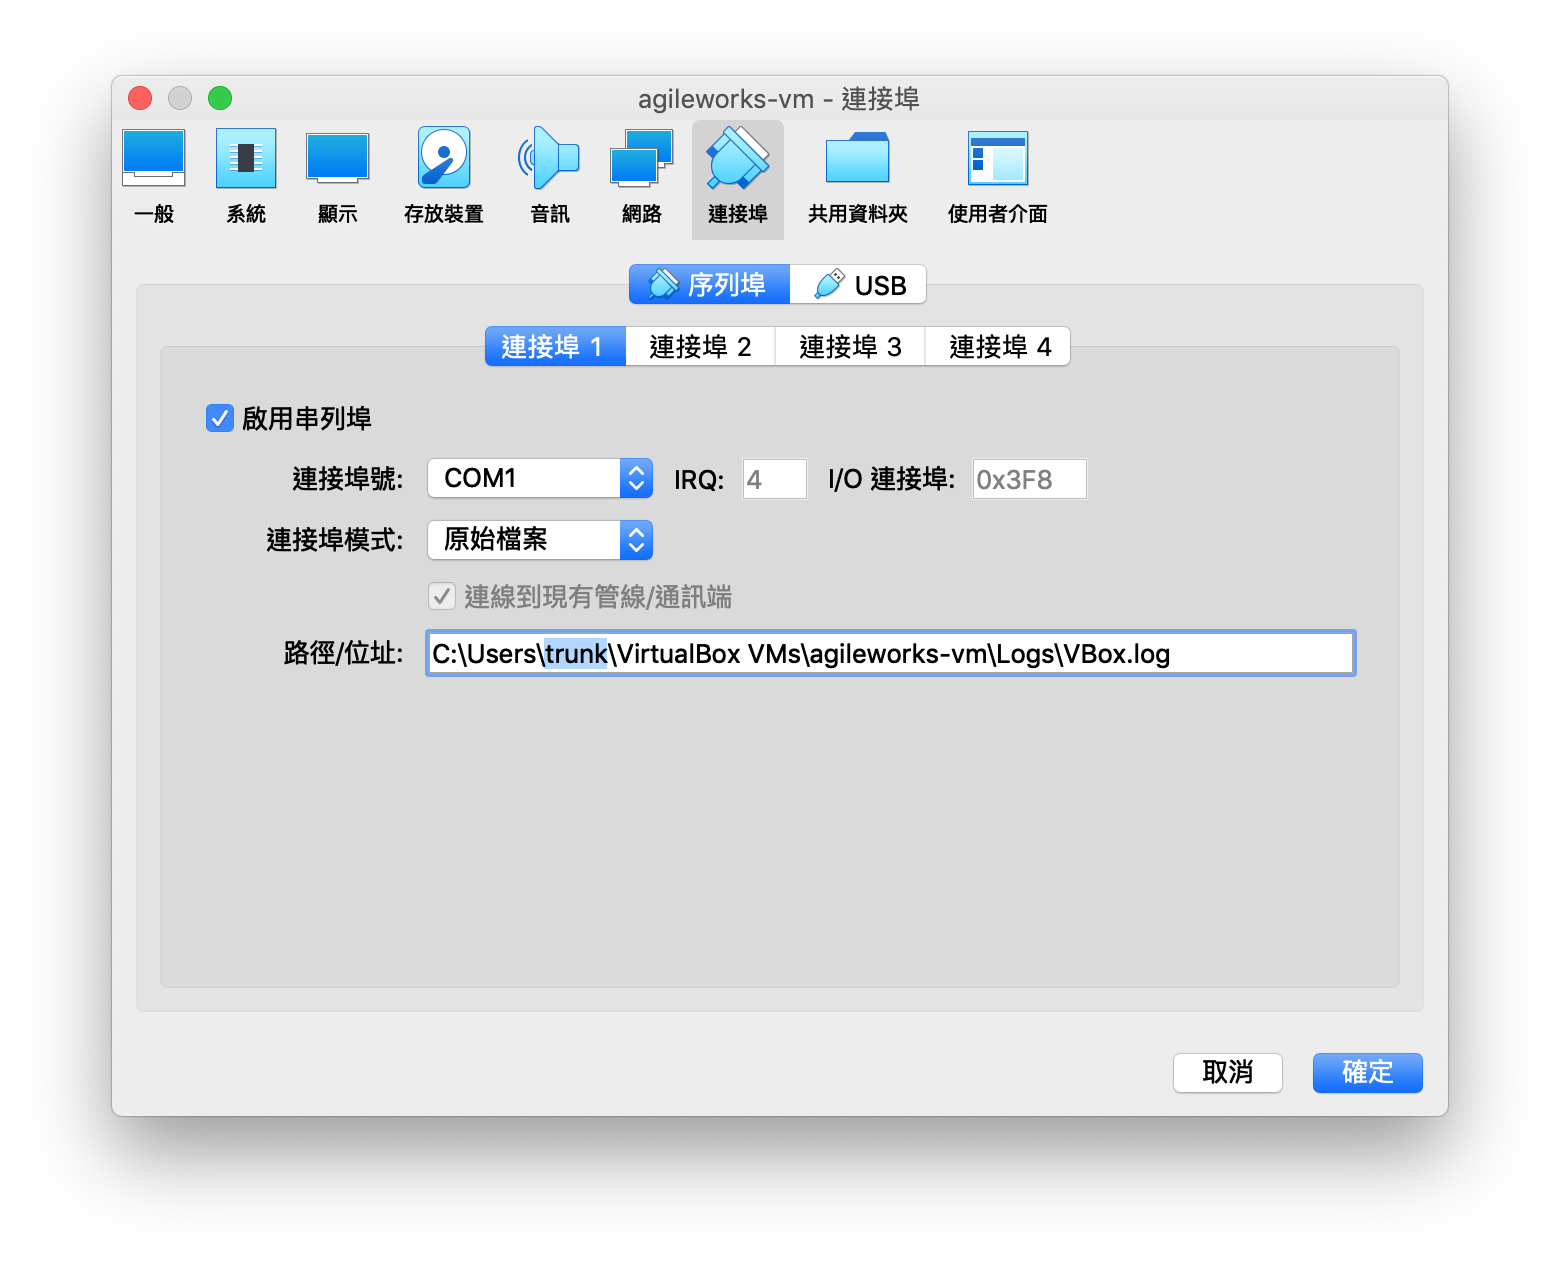 agileworks-vm - 連接埠
一般 系統 顯示 存放裝置 音訊 網路 連接埠 共用資料夾 使用者介面
序列埠 USB
連接埠 1 連接埠 2 連接埠 3 連接埠 4
啟用串列埠
連接埠號: COM1 IRQ: 4 I/O 連接埠: 0x3F8
連接埠模式: 原始檔案
連線到現有管線/通訊端
路徑/位址: C:\Users\trunk\VirtualBox VMs\agileworks-vm\Logs\VBox.log
取消 確定